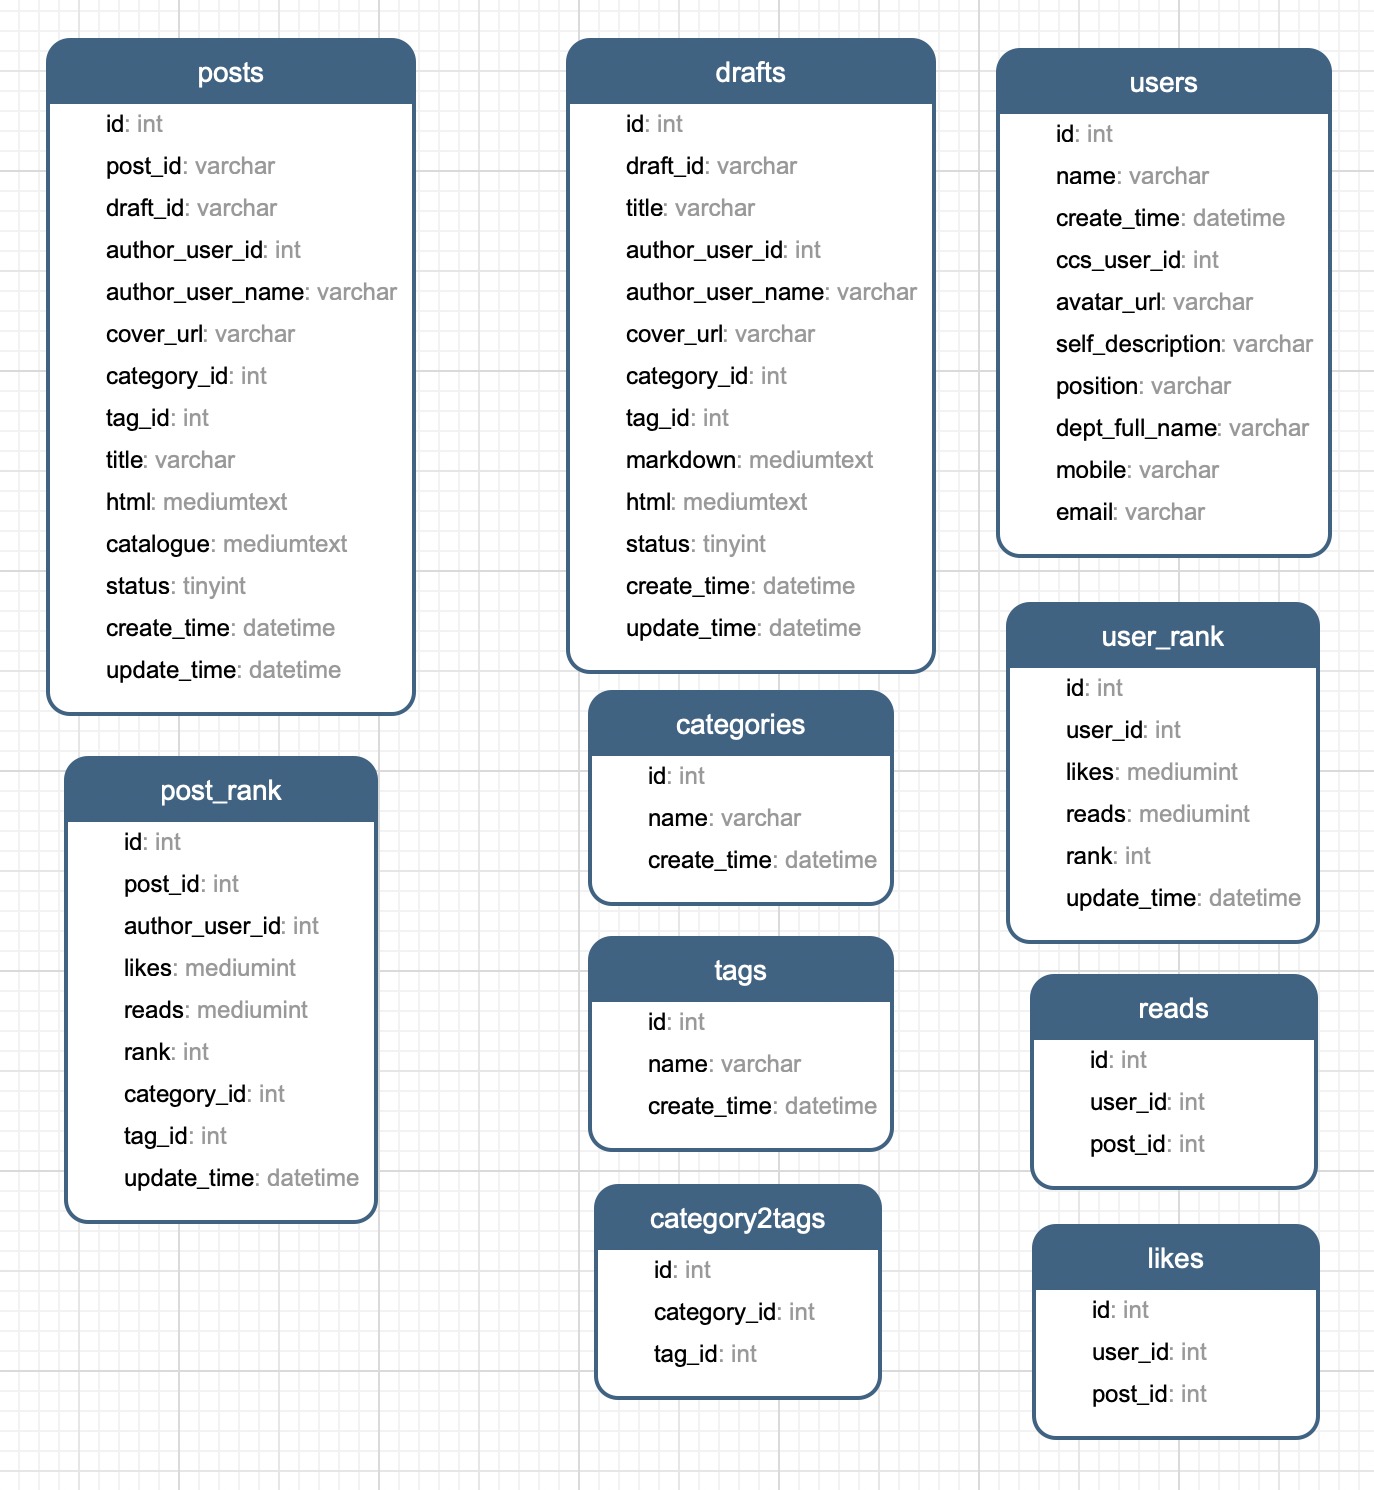 posts
id: int
post_id: varchar
draft_id: varchar
author_user_id: int
author_user_name: varchar
cover_url: varchar
category_id: int
tag_id: int
title: varchar
html: mediumtext
catalogue: mediumtext
status: tinyint
create_time: datetime
update_time: datetime
post_rank
id: int
post_id: int
author_user_id: int
likes: mediumint
reads: mediumint
rank: int
category_id: int
tag_id: int
update_time: datetime
drafts
id: int
draft_id: varchar
title: varchar
author_user_id: int
author_user_name: varchar
cover_url: varchar
category_id: int
tag_id: int
markdown: mediumtext
html: mediumtext
status: tinyint
create_time: datetime
update_time: datetime
categories
id: int
name: varchar
create_time: datetime
tags
id: int
name: varchar
create_time: datetime
category2tags
id: int
category_id: int
tag_id: int
users
id: int
name: varchar
create_time: datetime
ccs_user_id: int
avatar_url: varchar
self_description: varchar
position: varchar
dept_full_name: varchar
mobile: varchar
email: varchar
user_rank
id: int
user_id: int
likes: mediumint
reads: mediumint
rank: int
update_time: datetime
reads
id: int
user_id: int
post_id: int
likes
id: int
user_id: int
post_id: int